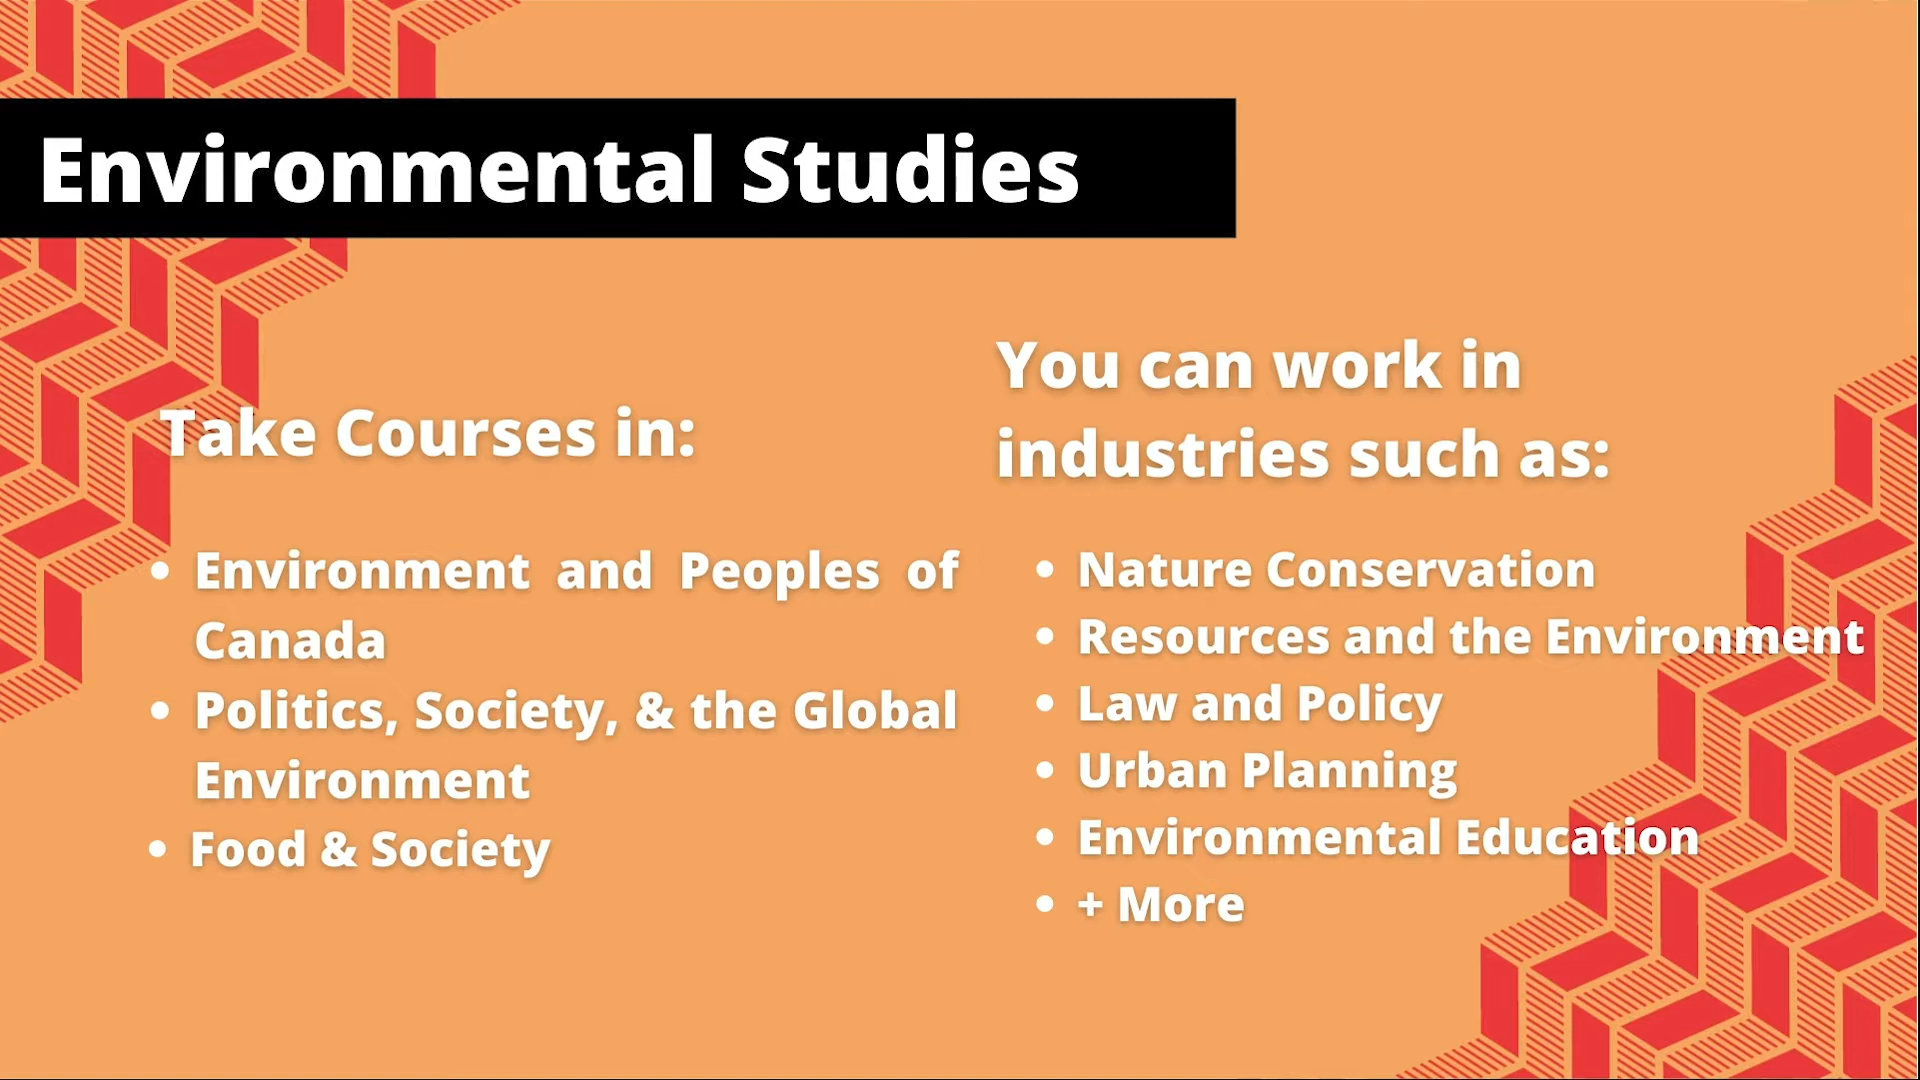 Environmental Studies
Take Courses in:
• Environment and Peoples of
Canada
• Politics, Society, & the Global
Environment
• Food & Society
You can work in
industries such as:
• Nature Conservation
• Resources and the Environment
• Law and Policy
• Urban Planning
• Environmental Education
• + More